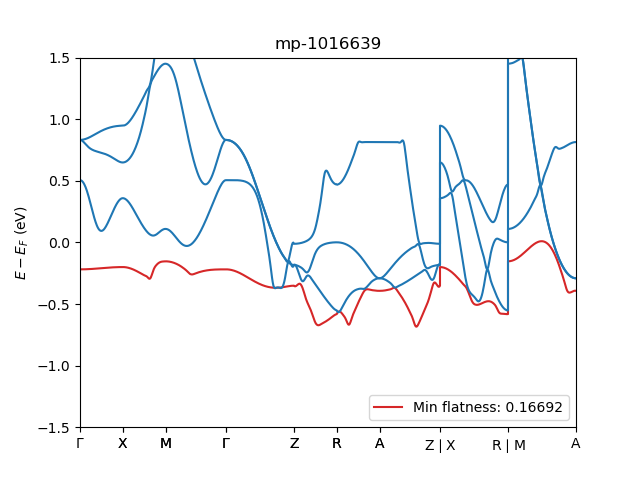 mp-1016639
E − E_F (eV)
1.5
1.0
0.5
0.0
−0.5
−1.0
−1.5
Min flatness: 0.16692
Γ X M Γ Z R A Z | X R | M A